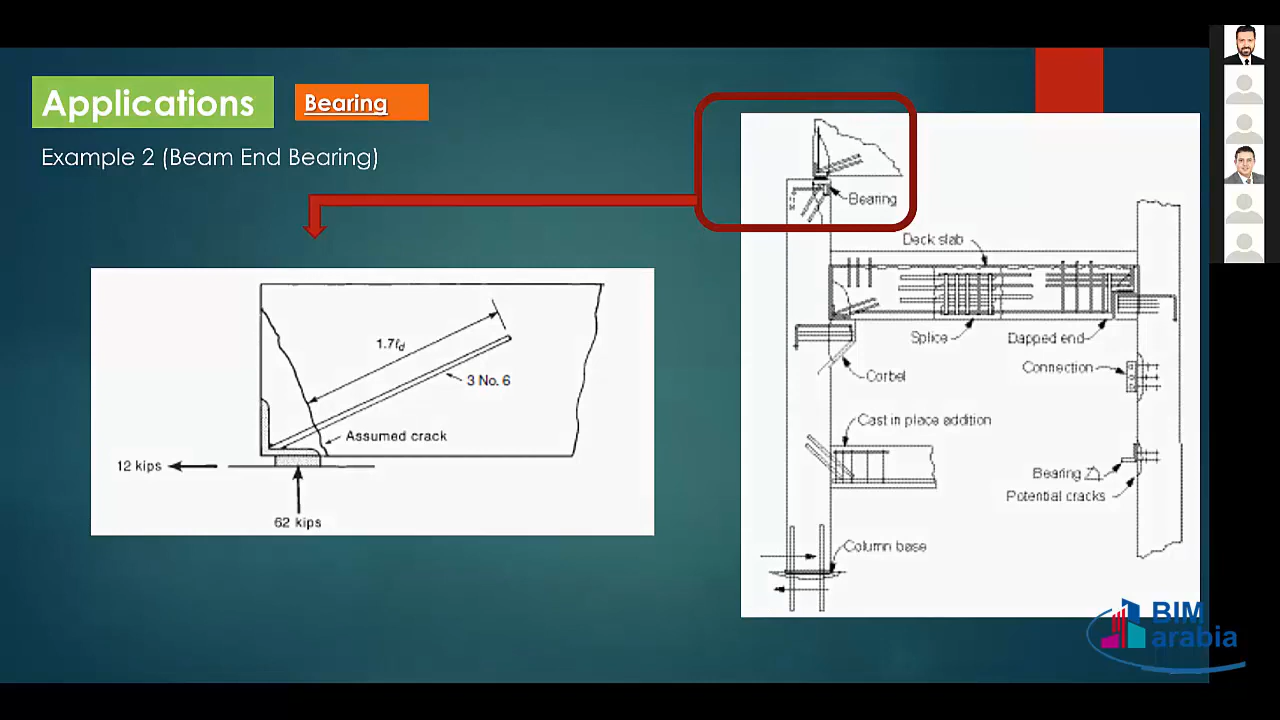 Applications
Bearing
Example 2 (Beam End Bearing)
1.7ℓd
3 No. 6
Assumed crack
12 kips
62 kips
Bearing
Deck slab
Splice
Dapped end
Corbel
Connection
Cast in place addition
Bearing
Potential cracks
Column base
BIM
arabia